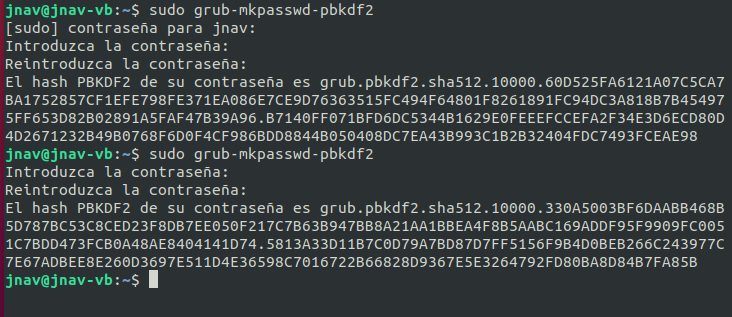 jnav@jnav-vb:~$ sudo grub-mkpasswd-pbkdf2
[sudo] contraseña para jnav:
Introduzca la contraseña:
Reintroduzca la contraseña:
El hash PBKDF2 de su contraseña es grub.pbkdf2.sha512.10000.60D525FA6121A07C5CA7
BA1752857CF1EFE798FE371EA086E7CE9D76363515FC494F64801F8261891FC94DC3A818B7B45497
5FF653D82B02891A5FAF47B39A96.B7140FF071BFD6DC5344B1629E0FEEEFCCEFA2F34E3D6ECD80D
4D2671232B49B0768F6D0F4CF986BDD8844B050408DC7EA43B993C1B2B32404FDC7493FCEAE98
jnav@jnav-vb:~$ sudo grub-mkpasswd-pbkdf2
Introduzca la contraseña:
Reintroduzca la contraseña:
El hash PBKDF2 de su contraseña es grub.pbkdf2.sha512.10000.330A5003BF6DAABB468B
5D787BC53C8CED23F8DB7EE050F217C7B63B947BB8A21AA1BBEA4F8B5AABC169ADDF95F9909FC005
1C7BDD473FCB0A48AE8404141D74.5813A33D11B7C0D79A7BD87D7FF5156F9B4D0BEB266C243977C
7E67ADBEE8E260D3697E511D4E36598C7016722B66828D9367E5E3264792FD80BA8D84B7FA85B
jnav@jnav-vb:~$